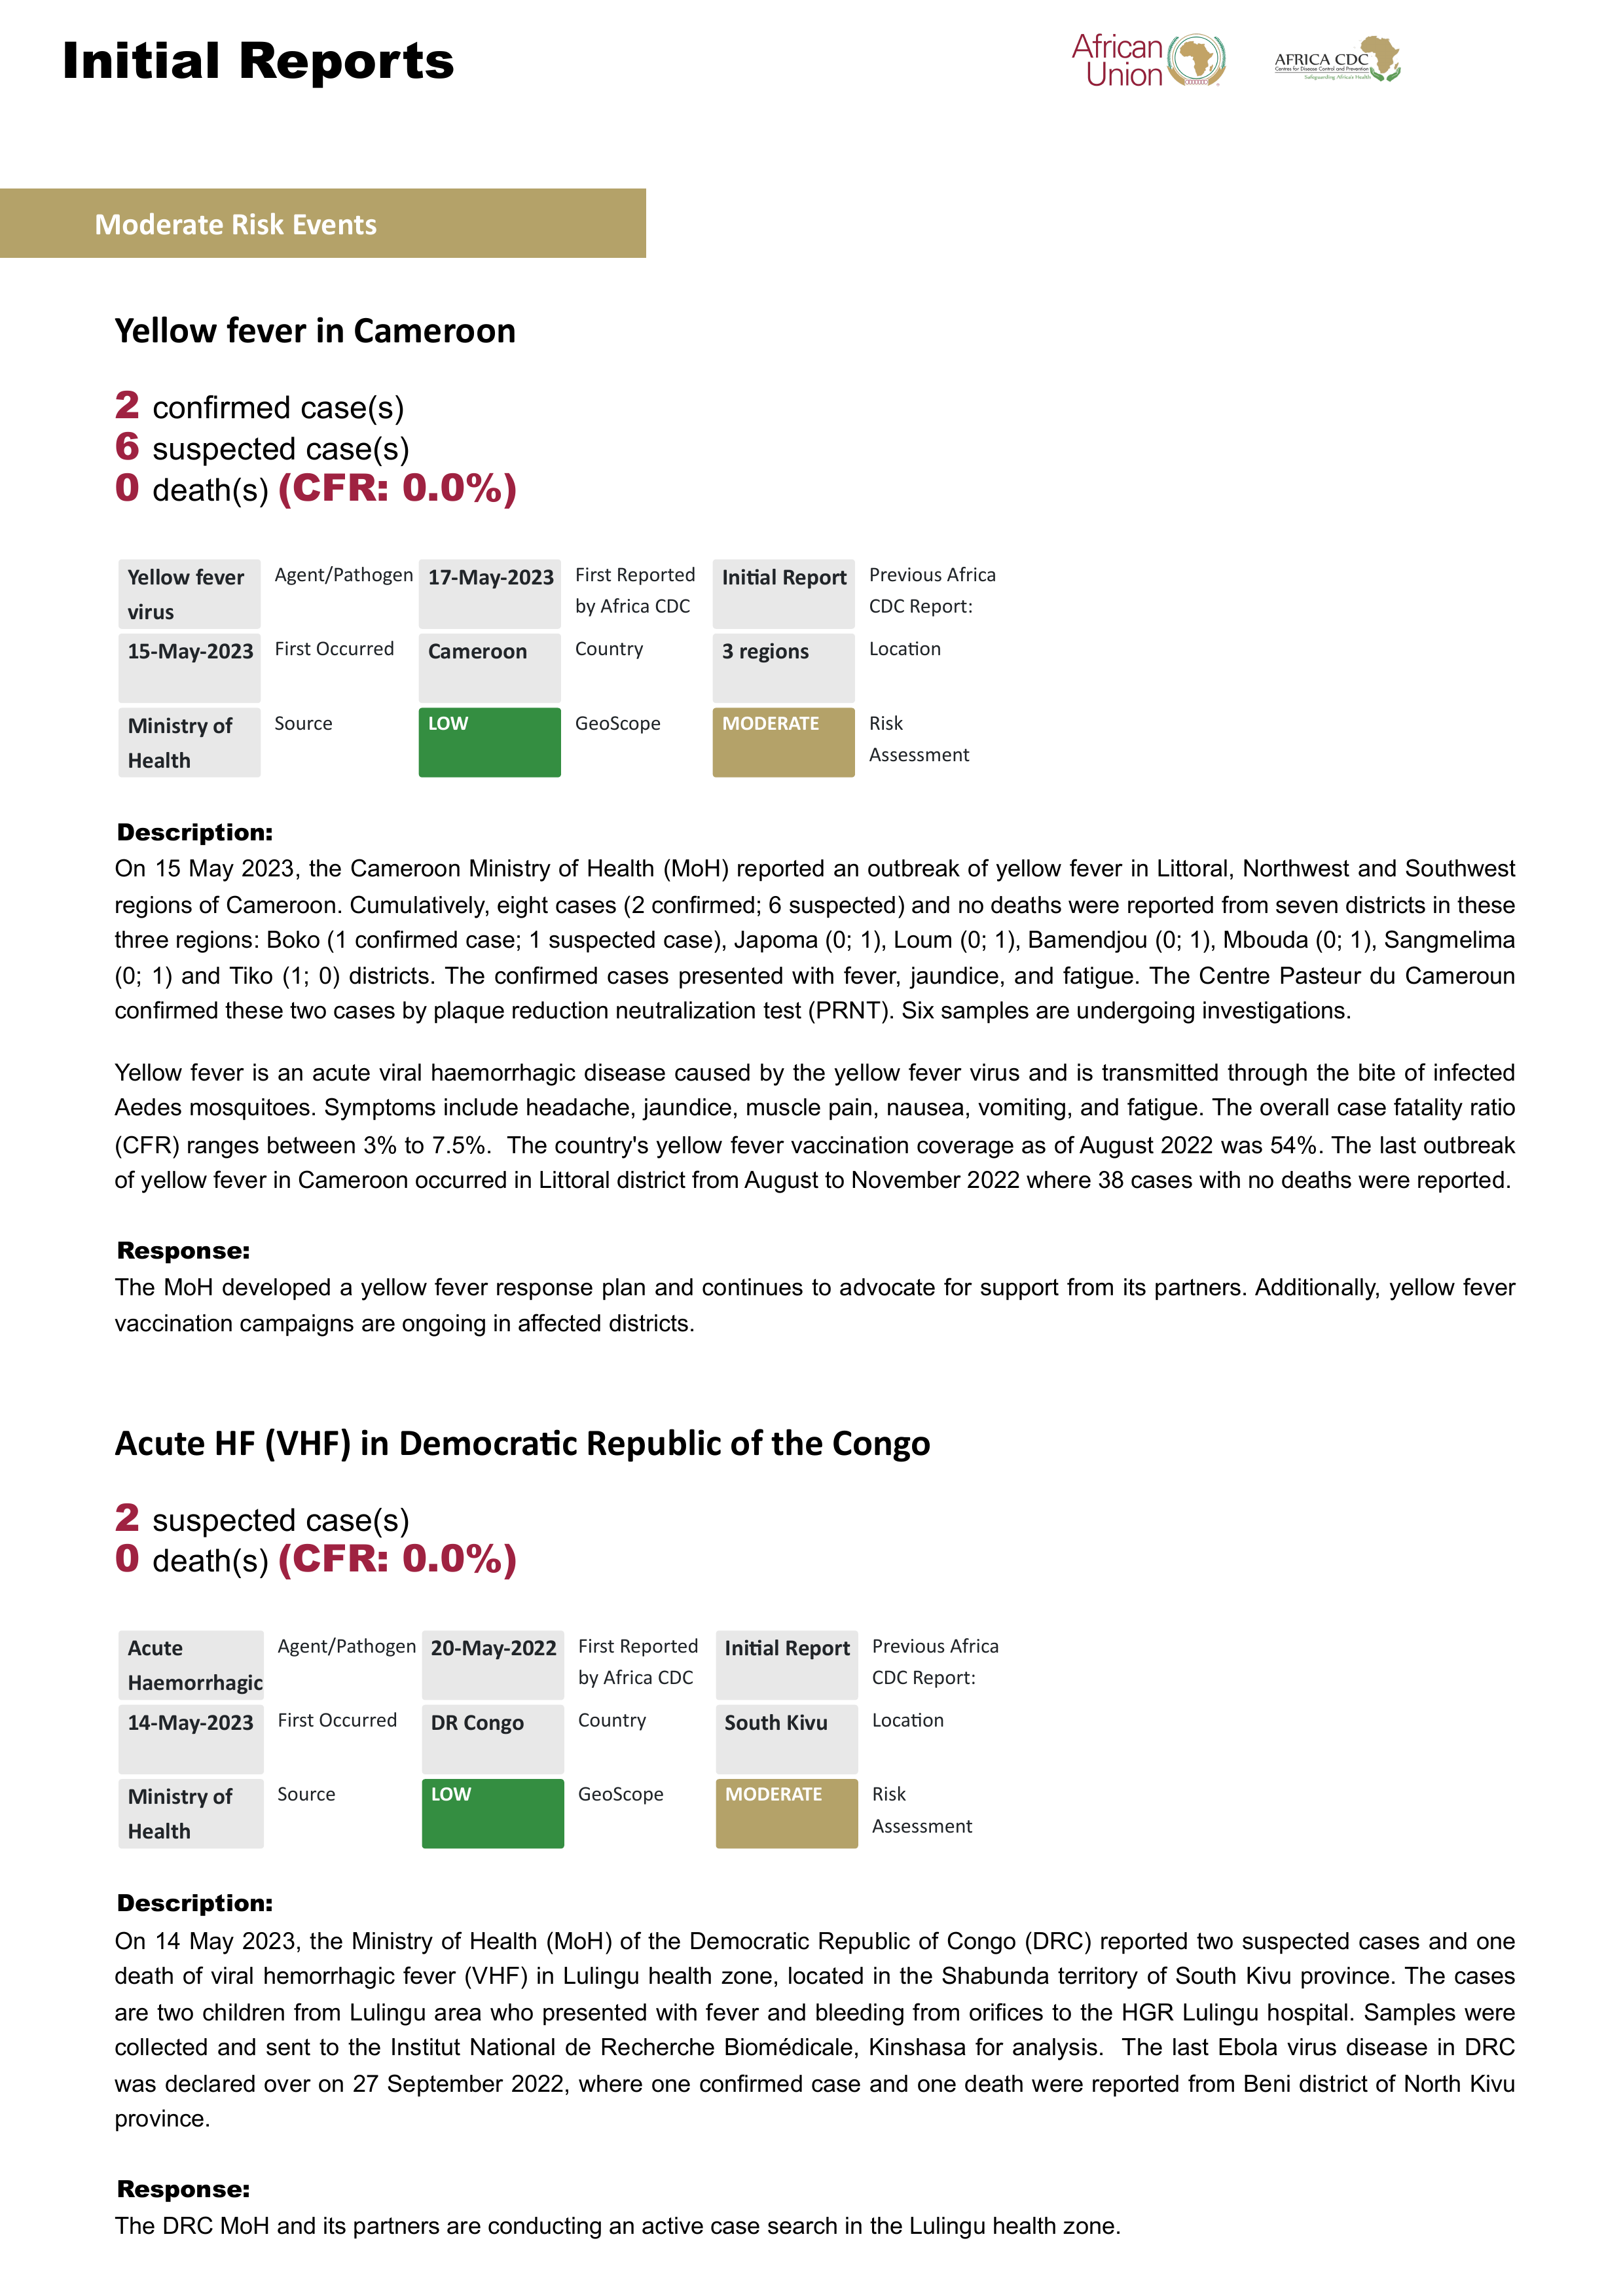 Initial Reports
African
Union
AFRICA CDC
Centres for Disease Control and Prevention
Safeguarding Africa's Health
Moderate Risk Events
Yellow fever in Cameroon
2 confirmed case(s)
6 suspected case(s)
0 death(s) (CFR: 0.0%)
Yellow fever virus Agent/Pathogen 17-May-2023 First Reported by Africa CDC Initial Report Previous Africa CDC Report:
15-May-2023 First Occurred Cameroon Country 3 regions Location
Ministry of Health Source LOW GeoScope MODERATE Risk Assessment
Description:
On 15 May 2023, the Cameroon Ministry of Health (MoH) reported an outbreak of yellow fever in Littoral, Northwest and Southwest
regions of Cameroon. Cumulatively, eight cases (2 confirmed; 6 suspected) and no deaths were reported from seven districts in these
three regions: Boko (1 confirmed case; 1 suspected case), Japoma (0; 1), Loum (0; 1), Bamendjou (0; 1), Mbouda (0; 1), Sangmelima
(0; 1) and Tiko (1; 0) districts. The confirmed cases presented with fever, jaundice, and fatigue. The Centre Pasteur du Cameroun
confirmed these two cases by plaque reduction neutralization test (PRNT). Six samples are undergoing investigations.
Yellow fever is an acute viral haemorrhagic disease caused by the yellow fever virus and is transmitted through the bite of infected
Aedes mosquitoes. Symptoms include headache, jaundice, muscle pain, nausea, vomiting, and fatigue. The overall case fatality ratio
(CFR) ranges between 3% to 7.5%.  The country's yellow fever vaccination coverage as of August 2022 was 54%. The last outbreak
of yellow fever in Cameroon occurred in Littoral district from August to November 2022 where 38 cases with no deaths were reported.
Response:
The MoH developed a yellow fever response plan and continues to advocate for support from its partners. Additionally, yellow fever
vaccination campaigns are ongoing in affected districts.
Acute HF (VHF) in Democratic Republic of the Congo
2 suspected case(s)
0 death(s) (CFR: 0.0%)
Acute Haemorrhagic Agent/Pathogen 20-May-2022 First Reported by Africa CDC Initial Report Previous Africa CDC Report:
14-May-2023 First Occurred DR Congo Country South Kivu Location
Ministry of Health Source LOW GeoScope MODERATE Risk Assessment
Description:
On 14 May 2023, the Ministry of Health (MoH) of the Democratic Republic of Congo (DRC) reported two suspected cases and one
death of viral hemorrhagic fever (VHF) in Lulingu health zone, located in the Shabunda territory of South Kivu province. The cases
are two children from Lulingu area who presented with fever and bleeding from orifices to the HGR Lulingu hospital. Samples were
collected and sent to the Institut National de Recherche Biomédicale, Kinshasa for analysis.  The last Ebola virus disease in DRC
was declared over on 27 September 2022, where one confirmed case and one death were reported from Beni district of North Kivu
province.
Response:
The DRC MoH and its partners are conducting an active case search in the Lulingu health zone.